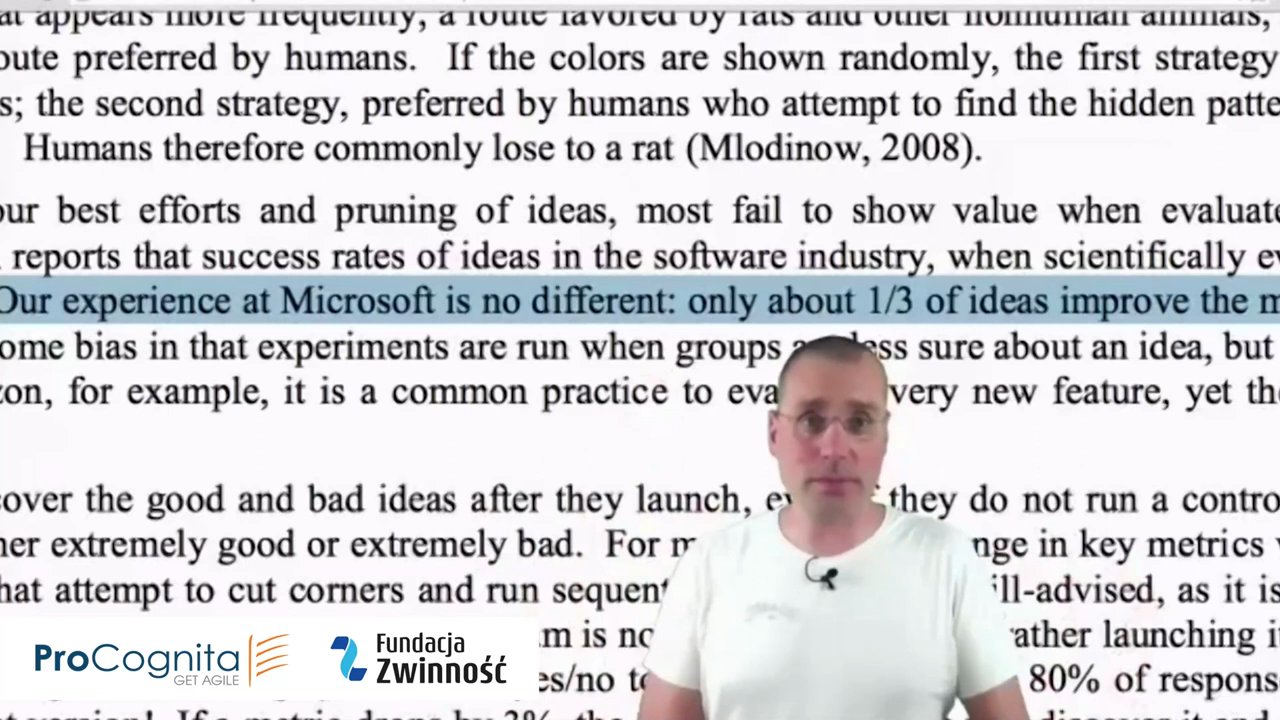 at appears more frequently, a route favored by rats and other nonhuman animals,
oute preferred by humans. If the colors are shown randomly, the first strategy
s; the second strategy, preferred by humans who attempt to find the hidden patte
Humans therefore commonly lose to a rat (Mlodinow, 2008).
our best efforts and pruning of ideas, most fail to show value when evaluate
reports that success rates of ideas in the software industry, when scientifically ev
Our experience at Microsoft is no different: only about 1/3 of ideas improve the m
ome bias in that experiments are run when groups a ess sure about an idea, but
zon, for example, it is a common practice to eva very new feature, yet the
cover the good and bad ideas after they launch, ev they do not run a contro
her extremely good or extremely bad. For m nge in key metrics
hat attempt to cut corners and run sequent ill-advised, as it is
m is no rather launching i
es/no to 80% of respons
ProCognita
GET AGILE
Fundacja
Zwinność